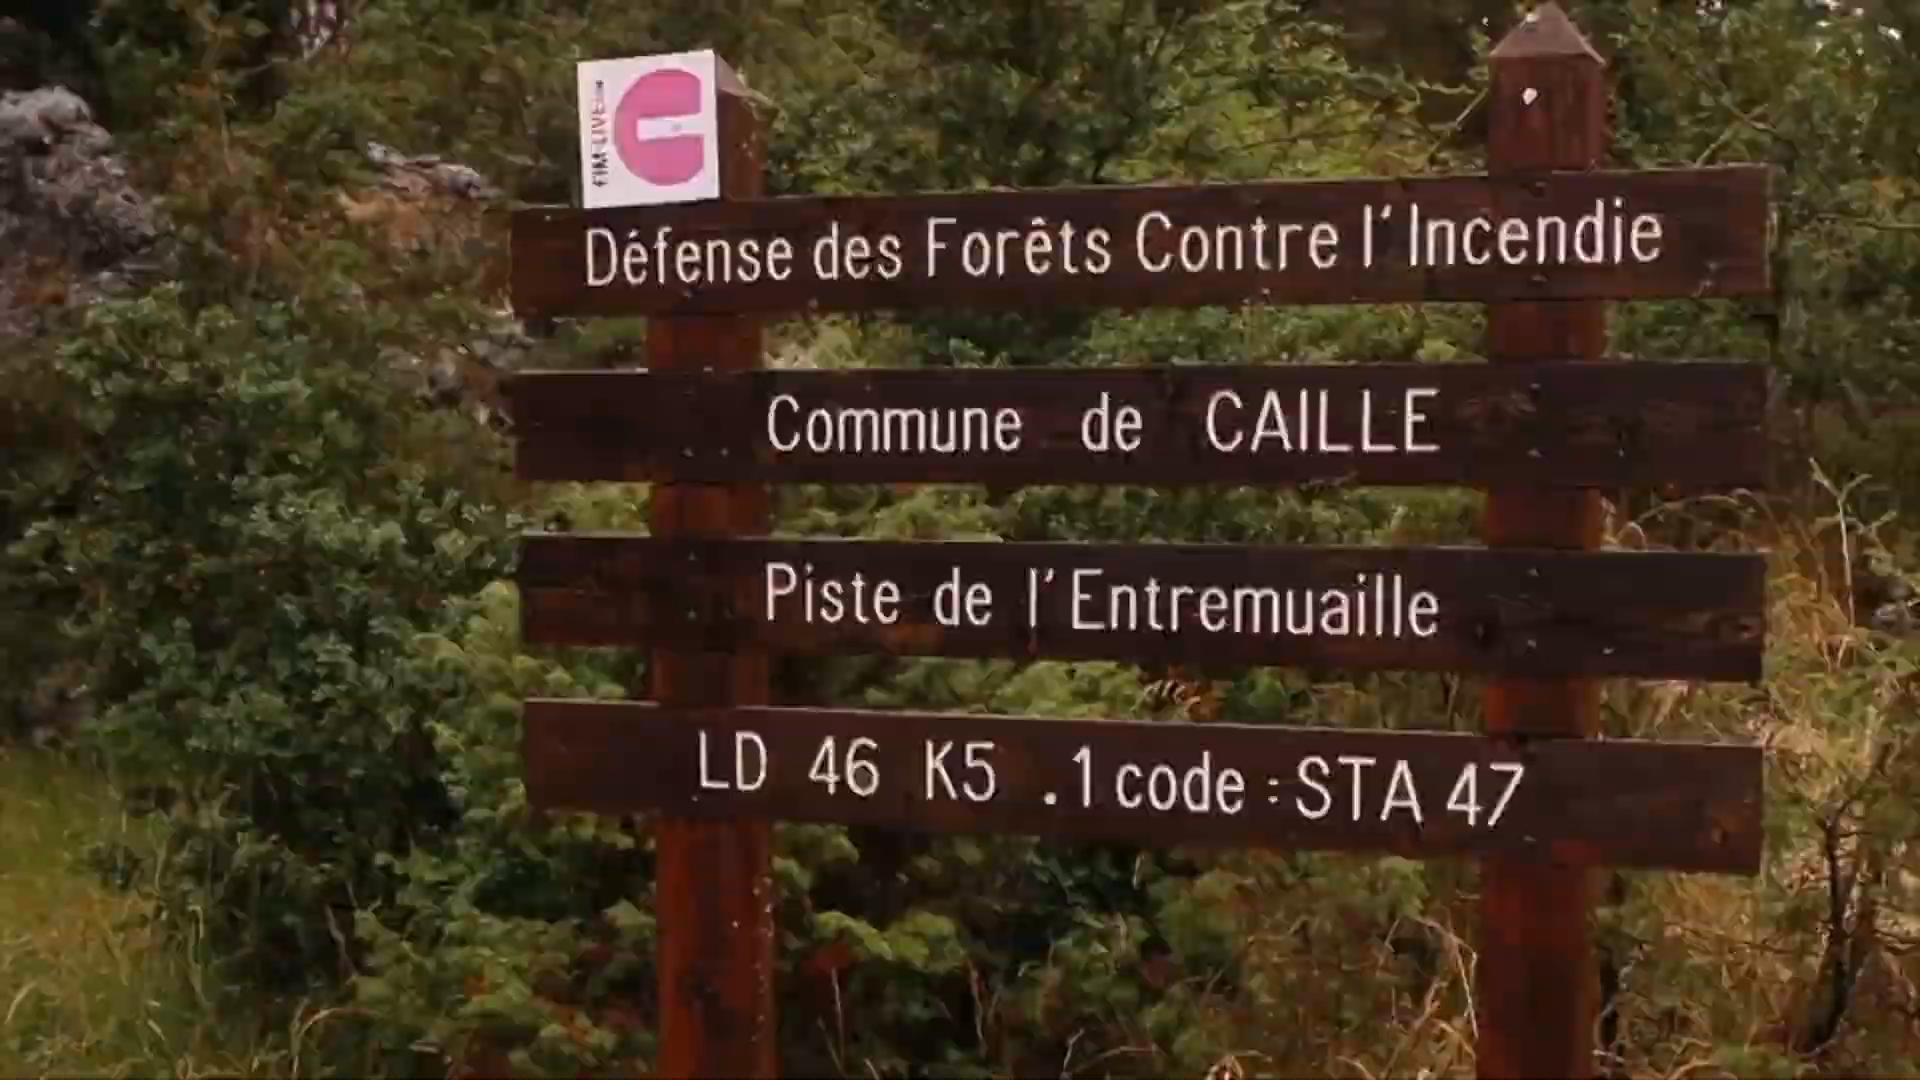 Défense des Forêts Contre l'Incendie
Commune de CAILLE
Piste de l'Entremuaille
LD 46 K5 .1 code : STA 47